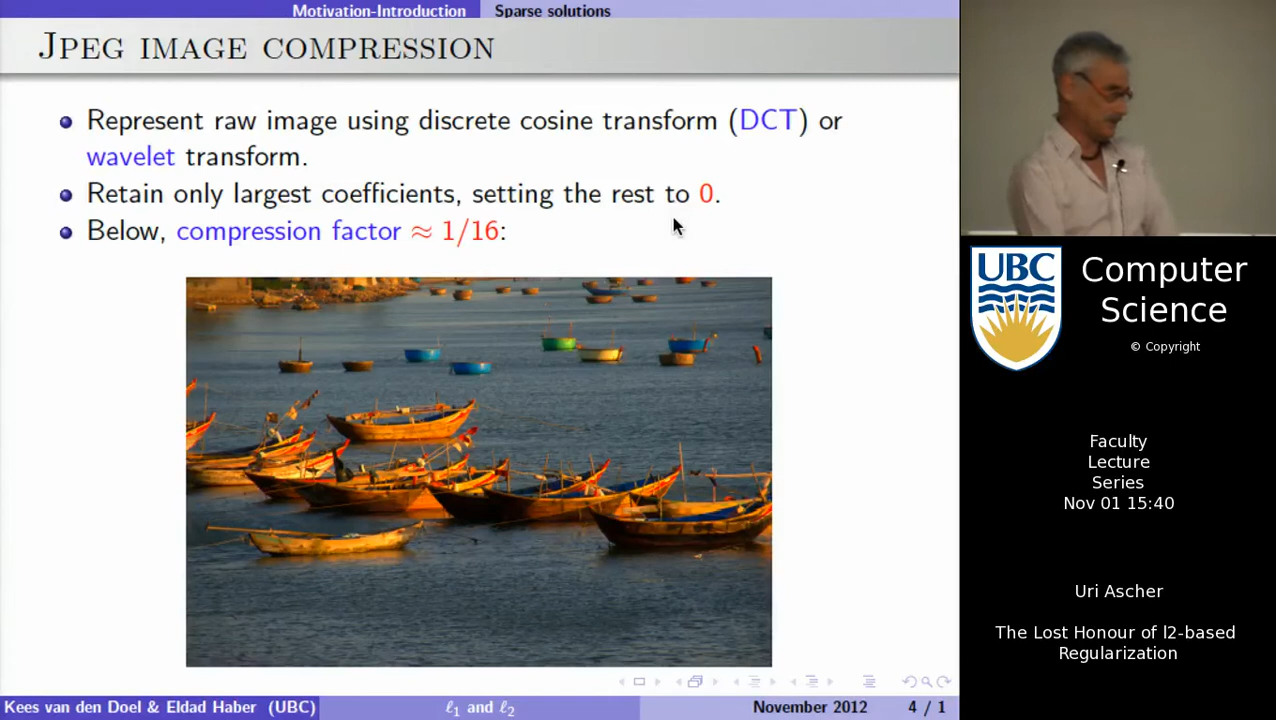 Motivation-Introduction Sparse solutions
JPEG IMAGE COMPRESSION
Represent raw image using discrete cosine transform (DCT) or
wavelet transform.
Retain only largest coefficients, setting the rest to 0.
Below, compression factor ≈ 1/16:
Kees van den Doel & Eldad Haber (UBC) ℓ1 and ℓ2 November 2012 4 / 1
UBC
Computer
Science
© Copyright
Faculty
Lecture
Series
Nov 01 15:40
Uri Ascher
The Lost Honour of l2-based
Regularization